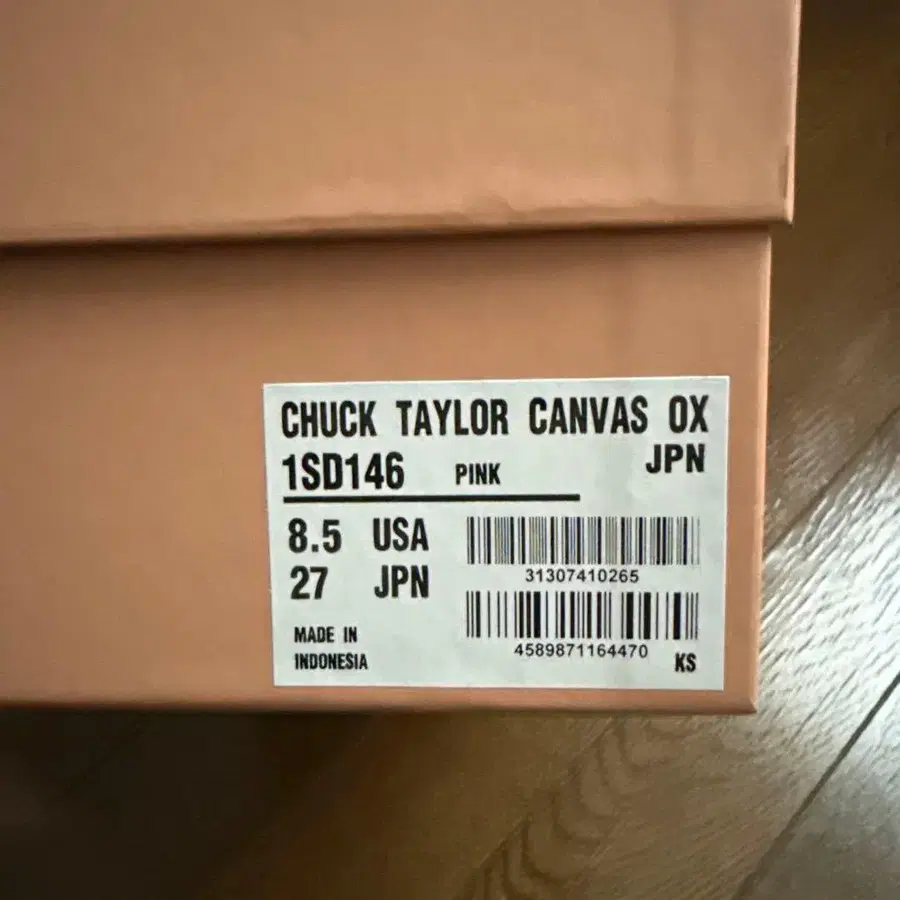 CHUCK TAYLOR CANVAS OX
1SD146 PINK JPN
8.5 USA
27 JPN
31307410265
4589871164470
MADE IN
INDONESIA
KS